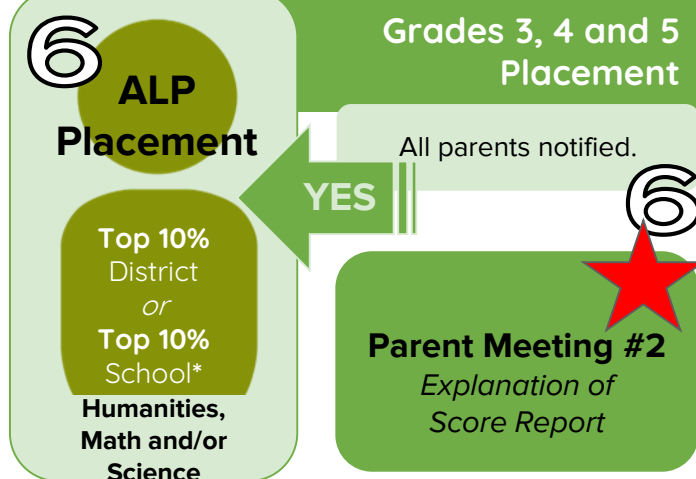 6
ALP
Placement
Top 10%
District
or
Top 10%
School*
Humanities,
Math and/or
Science
Grades 3, 4 and 5
Placement
All parents notified.
YES
6
Parent Meeting #2
Explanation of
Score Report